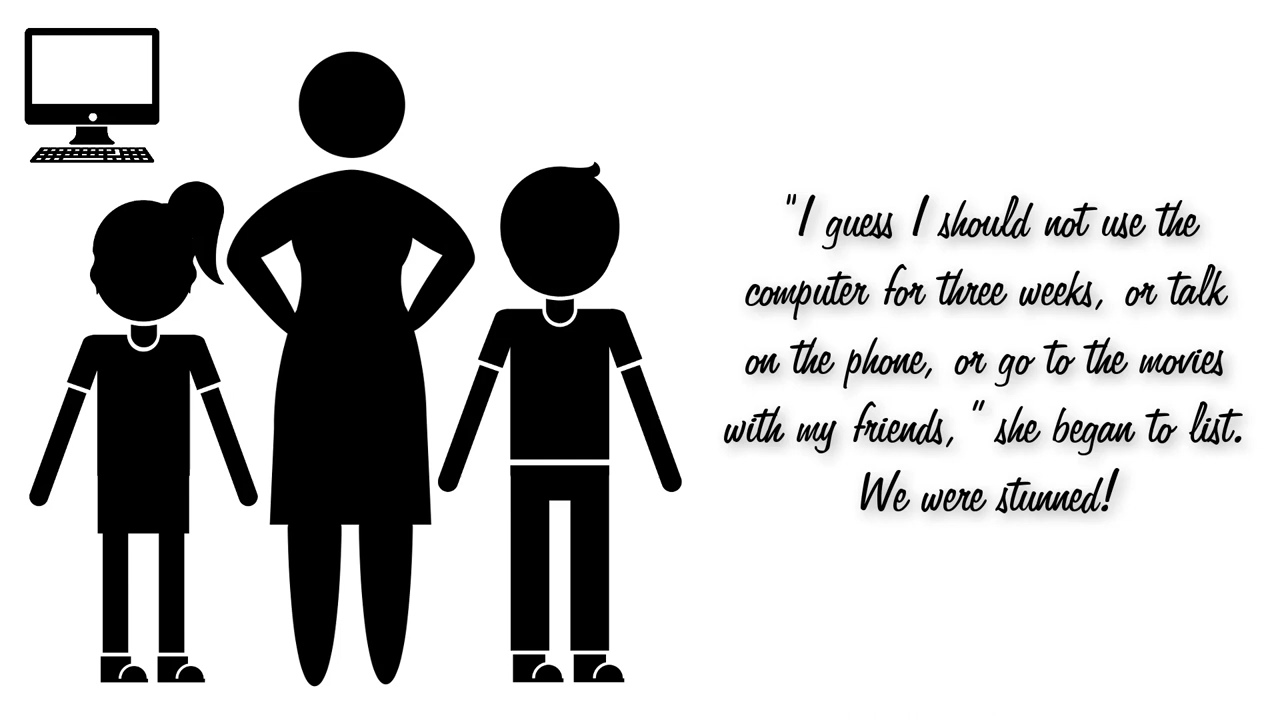 "I guess I should not use the
computer for three weeks, or talk
on the phone, or go to the movies
with my friends, " she began to list.
We were stunned!